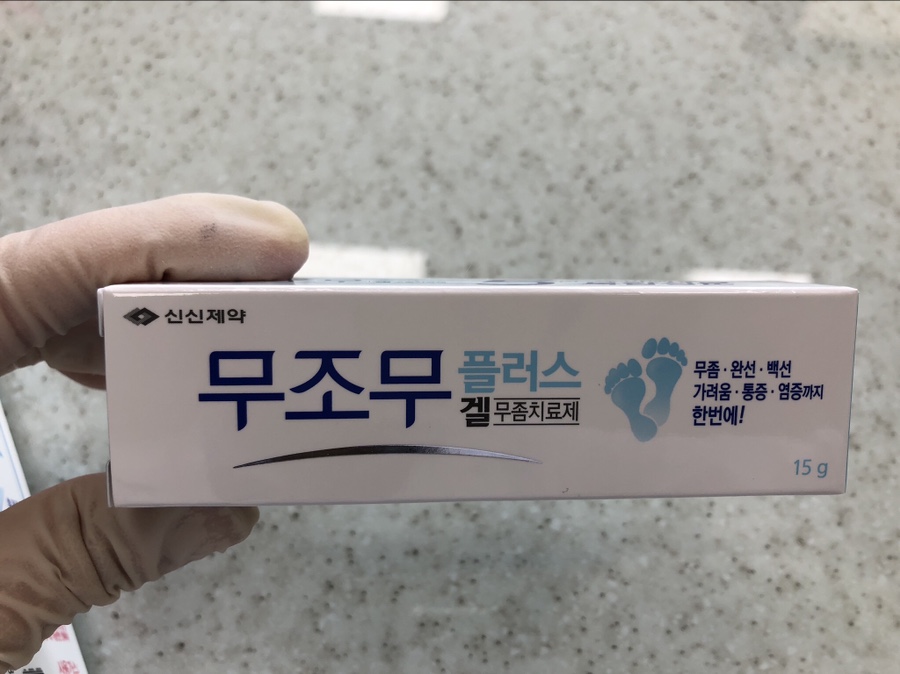 신신제약
무조무 플러스
겔 무좀치료제
무좀·완선·백선
가려움·통증·염증까지
한번에!
15 g